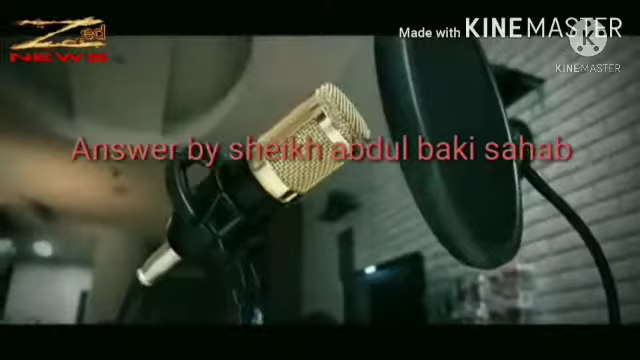 Zed
NEWS
Made with KINEMASTER
KINEMASTER
Answer by sheikh abdul baki sahab